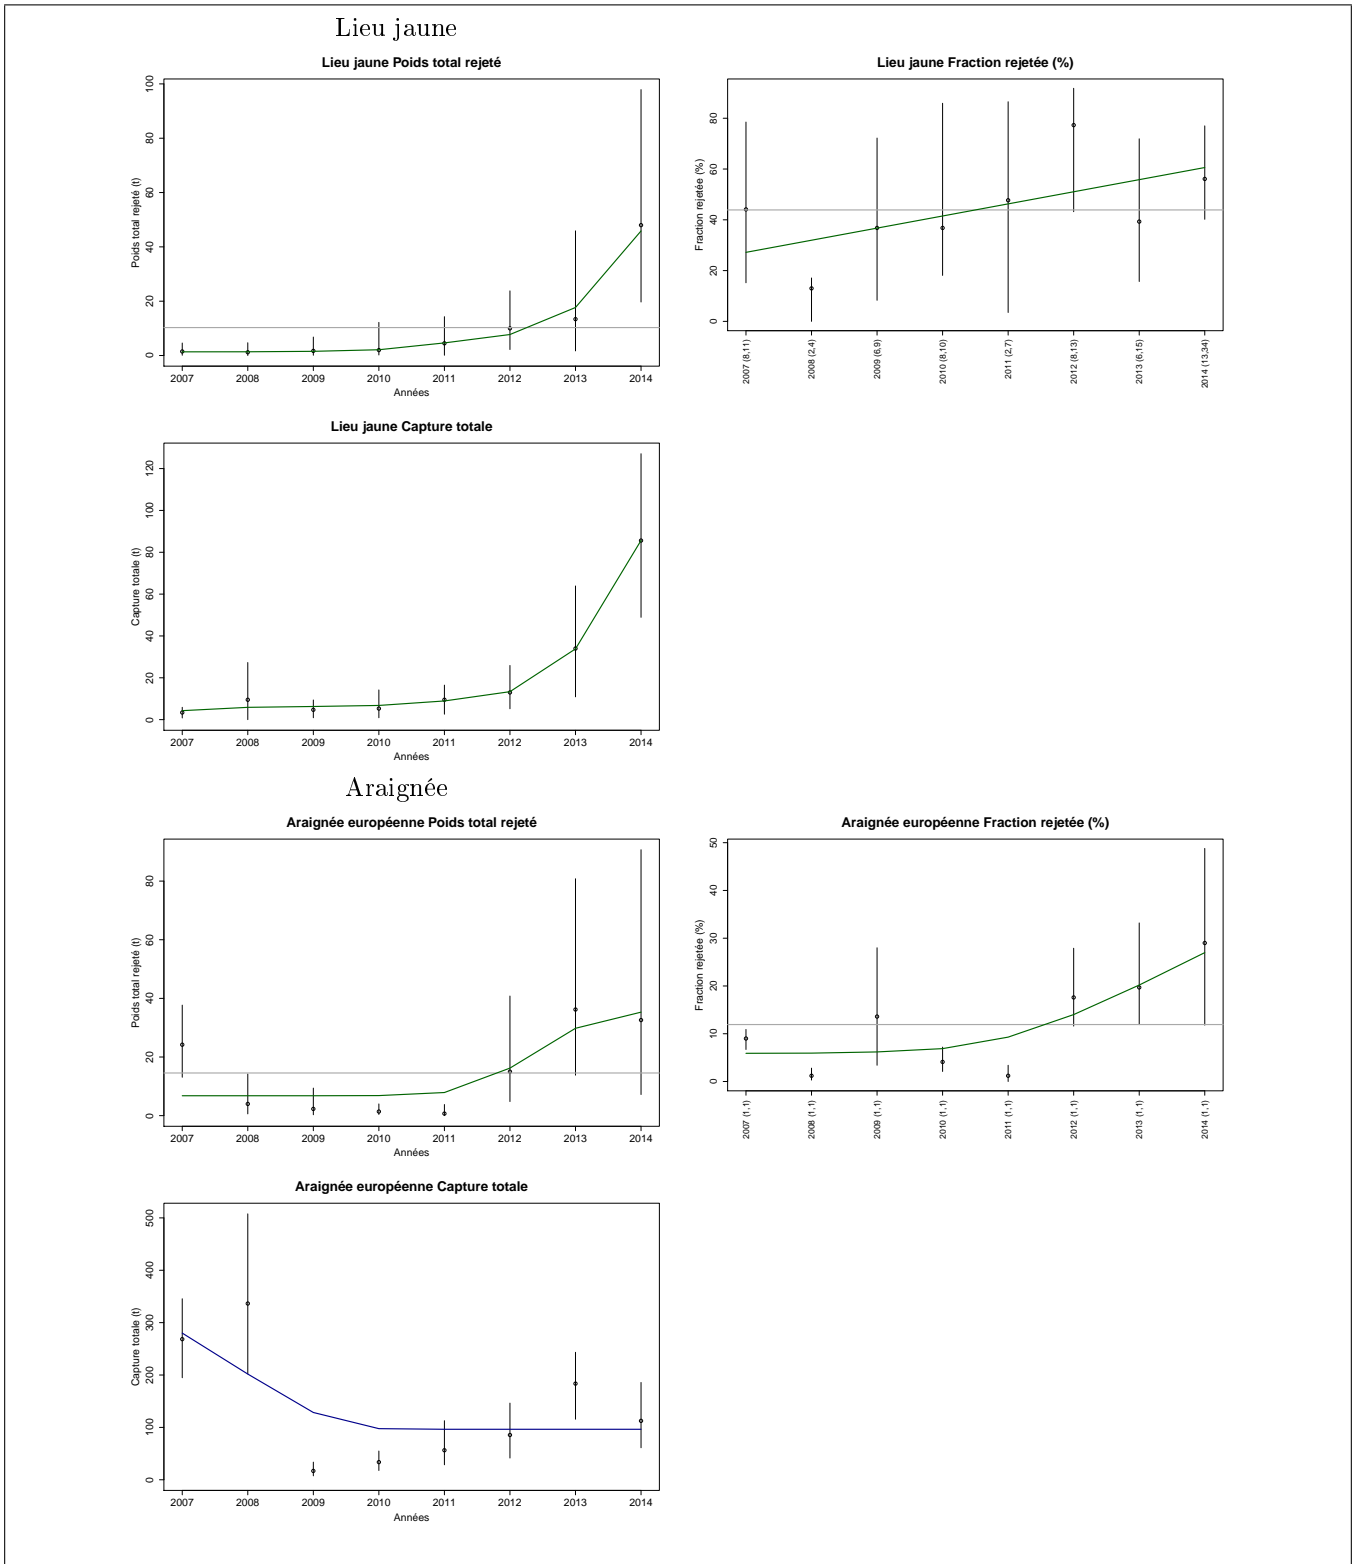 Lieu jaune
Lieu jaune Poids total rejeté
Poids total rejeté (t)
0 20 40 60 80 100
2007 2008 2009 2010 2011 2012 2013 2014
Années
Lieu jaune Fraction rejetée (%)
Fraction rejetée (%)
0 20 40 60 80
2007 (8,11)
2008 (2,4)
2009 (6,9)
2010 (8,10)
2011 (2,7)
2012 (8,13)
2013 (6,15)
2014 (13,34)
Lieu jaune Capture totale
Capture totale (t)
0 20 40 60 80 100 120
2007 2008 2009 2010 2011 2012 2013 2014
Années
Araignée
Araignée européenne Poids total rejeté
Poids total rejeté (t)
0 20 40 60 80
2007 2008 2009 2010 2011 2012 2013 2014
Années
Araignée européenne Fraction rejetée (%)
Fraction rejetée (%)
0 10 20 30 40 50
2007 (1,1)
2008 (1,1)
2009 (1,1)
2010 (1,1)
2011 (1,1)
2012 (1,1)
2013 (1,1)
2014 (1,1)
Araignée européenne Capture totale
Capture totale (t)
0 100 200 300 400 500
2007 2008 2009 2010 2011 2012 2013 2014
Années